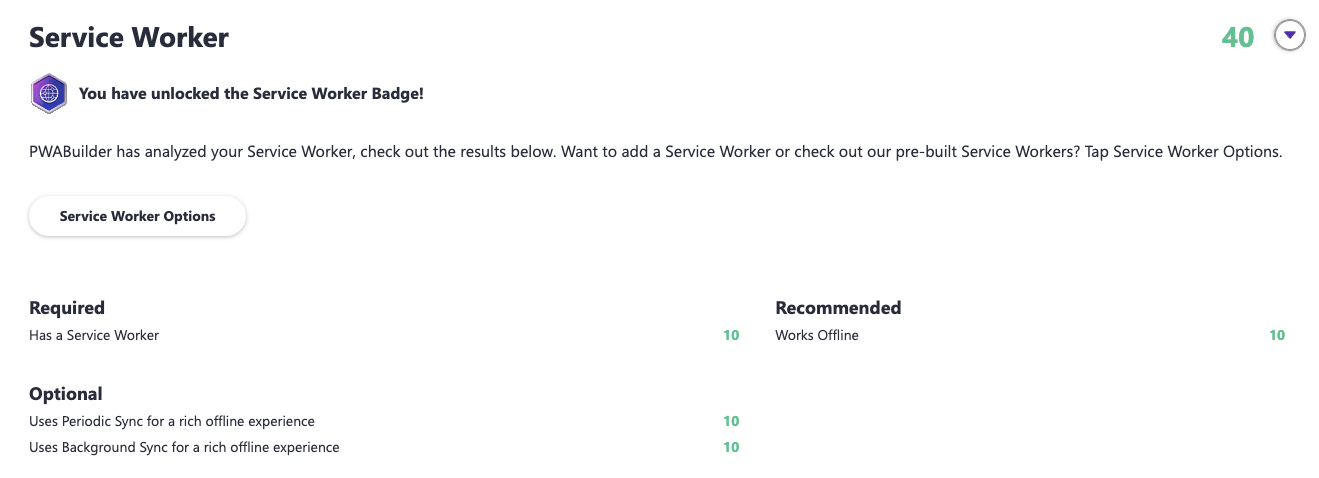 Service Worker
40
You have unlocked the Service Worker Badge!
PWABuilder has analyzed your Service Worker, check out the results below. Want to add a Service Worker or check out our pre-built Service Workers? Tap Service Worker Options.
Service Worker Options
Required
Has a Service Worker 10
Recommended
Works Offline 10
Optional
Uses Periodic Sync for a rich offline experience 10
Uses Background Sync for a rich offline experience 10